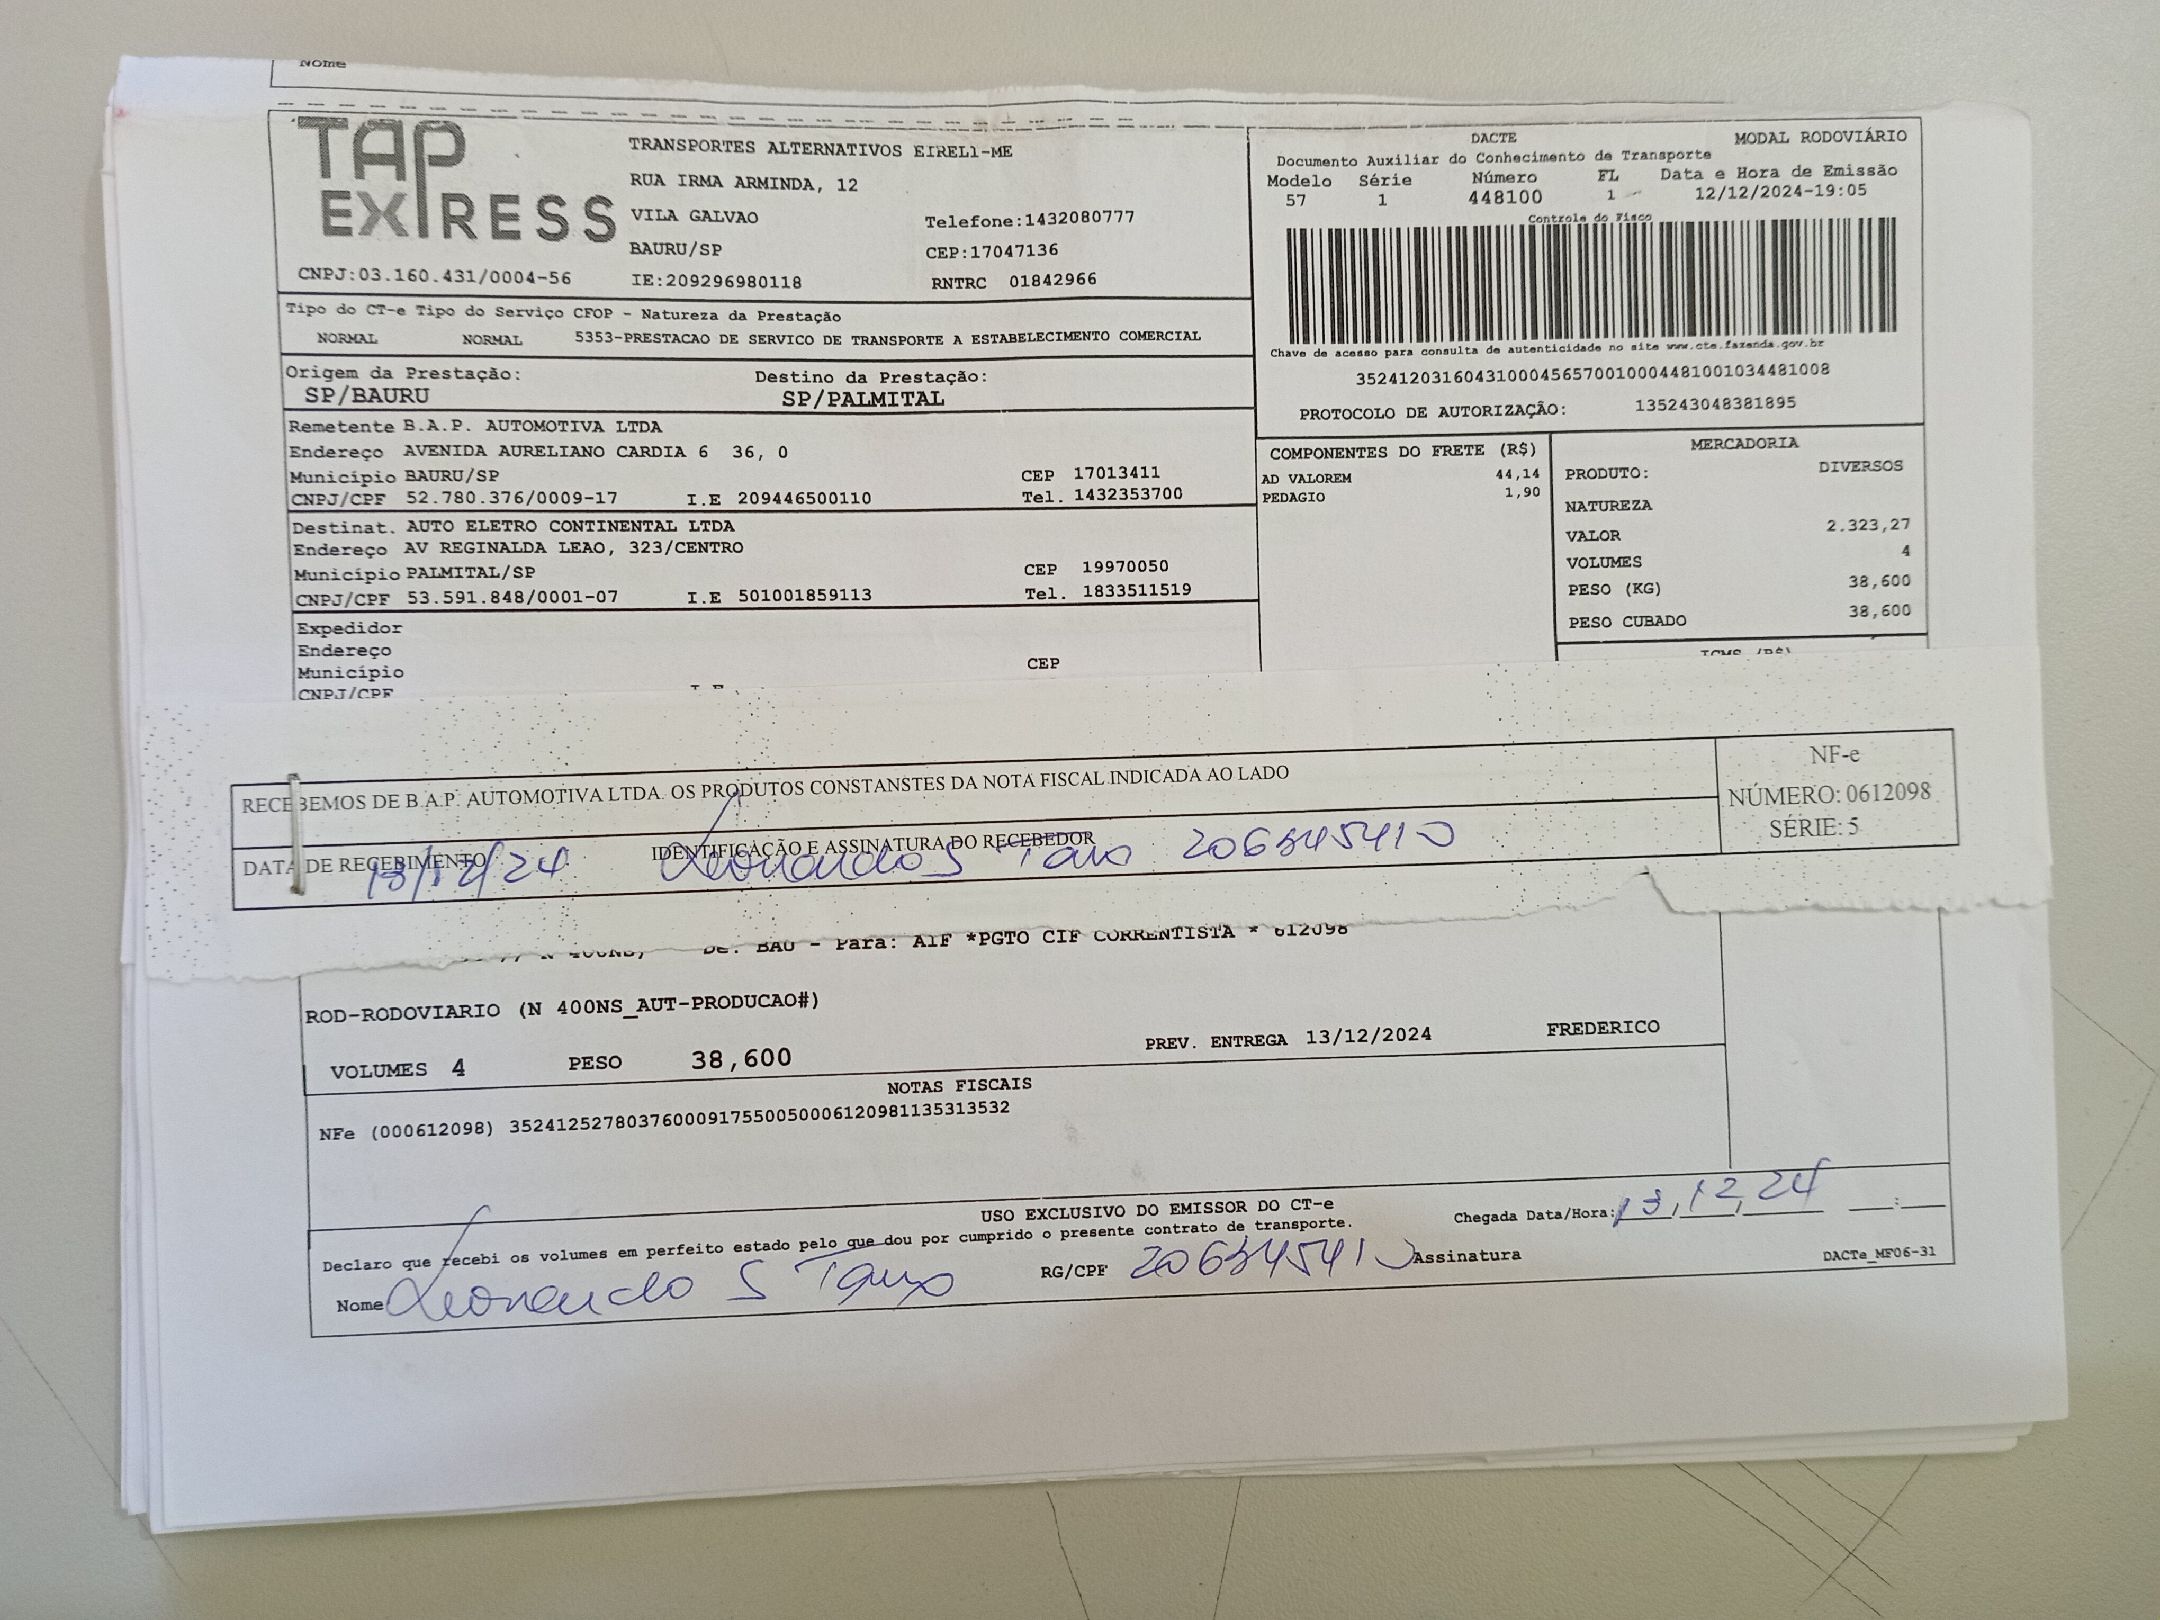 Nome
TAP EXPRESS
TRANSPORTES ALTERNATIVOS EIREL1-ME
RUA IRMA ARMINDA, 12
VILA GALVAO Telefone:1432080777
BAURU/SP CEP:17047136
CNPJ:03.160.431/0004-56 IE:209296980118 RNTRC 01842966
DACTE MODAL RODOVIÁRIO
Documento Auxiliar do Conhecimento de Transporte
Modelo Série Número FL Data e Hora de Emissão
57 1 448100 1 12/12/2024-19:05
Controle do Fisco
Chave de acesso para consulta de autenticidade no site www.cte.fazenda.gov.br
35241203160431000456570010004481001034481008
PROTOCOLO DE AUTORIZAÇÃO: 135243048381895
Tipo do CT-e Tipo do Serviço CFOP - Natureza da Prestação
NORMAL NORMAL 5353-PRESTACAO DE SERVICO DE TRANSPORTE A ESTABELECIMENTO COMERCIAL
Origem da Prestação: Destino da Prestação:
SP/BAURU SP/PALMITAL
Remetente B.A.P. AUTOMOTIVA LTDA
Endereço AVENIDA AURELIANO CARDIA 6 36, 0
Município BAURU/SP CEP 17013411
CNPJ/CPF 52.780.376/0009-17 I.E 209446500110 Tel. 1432353700
Destinat. AUTO ELETRO CONTINENTAL LTDA
Endereço AV REGINALDA LEAO, 323/CENTRO
Município PALMITAL/SP CEP 19970050
CNPJ/CPF 53.591.848/0001-07 I.E 501001859113 Tel. 1833511519
Expedidor
Endereço
Município CEP
CNPJ/CPF
COMPONENTES DO FRETE (R$)
AD VALOREM 44,14
PEDAGIO 1,90
MERCADORIA
PRODUTO: DIVERSOS
NATUREZA
VALOR 2.323,27
VOLUMES 4
PESO (KG) 38,600
PESO CUBADO 38,600
ICMS (R$)
RECEBEMOS DE B.A.P. AUTOMOTIVA LTDA. OS PRODUTOS CONSTANSTES DA NOTA FISCAL INDICADA AO LADO
DATA DE RECEBIMENTO IDENTIFICAÇÃO E ASSINATURA DO RECEBEDOR
13/12/24 Leonardo S 206345410
NF-e
NÚMERO: 0612098
SÉRIE: 5
De: BAU - Para: AIF *PGTO CIF CORRENTISTA * 612098
ROD-RODOVIARIO (N 400NS_AUT-PRODUCAO#)
VOLUMES 4 PESO 38,600 PREV. ENTREGA 13/12/2024 FREDERICO
NOTAS FISCAIS
NFe (000612098) 35241252780376000917550050006120981135313532
USO EXCLUSIVO DO EMISSOR DO CT-e
Declaro que recebi os volumes em perfeito estado pelo que dou por cumprido o presente contrato de transporte. Chegada Data/Hora: 13,12,24 :
Nome Leonardo S RG/CPF 206345410 Assinatura DACTe_MF06-31